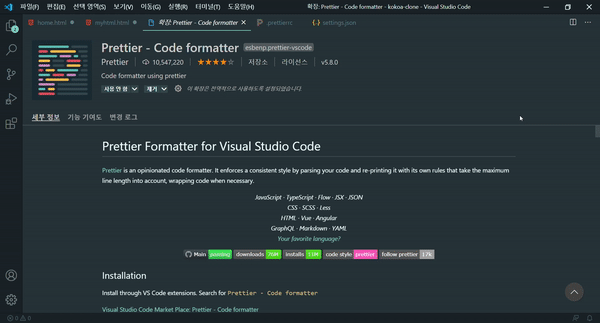 파일(F) 편집(E) 선택 영역(S) 보기(V) 이동(G) 실행(R) 터미널(T) 도움말(H) 확장: Prettier - Code formatter - kokoa-clone - Visual Studio Code
home.html myhtml.html 확장: Prettier - Code formatter .prettierrc settings.json
Prettier - Code formatter esbenp.prettier-vscode
Prettier 10,547,220 저장소 라이선스 v5.8.0
Code formatter using prettier
사용 안 함 제거 이 확장은 전역적으로 사용하도록 설정되었습니다.
세부 정보 기능 기여도 변경 로그
Prettier Formatter for Visual Studio Code
Prettier is an opinionated code formatter. It enforces a consistent style by parsing your code and re-printing it with its own rules that take the maximum
line length into account, wrapping code when necessary.
JavaScript · TypeScript · Flow · JSX · JSON
CSS · SCSS · Less
HTML · Vue · Angular
GraphQL · Markdown · YAML
Your favorite language?
Main passing downloads 76M installs 11M code style prettier follow prettier 17k
Installation
Install through VS Code extensions. Search for Prettier - Code formatter
Visual Studio Code Market Place: Prettier - Code formatter
0 0